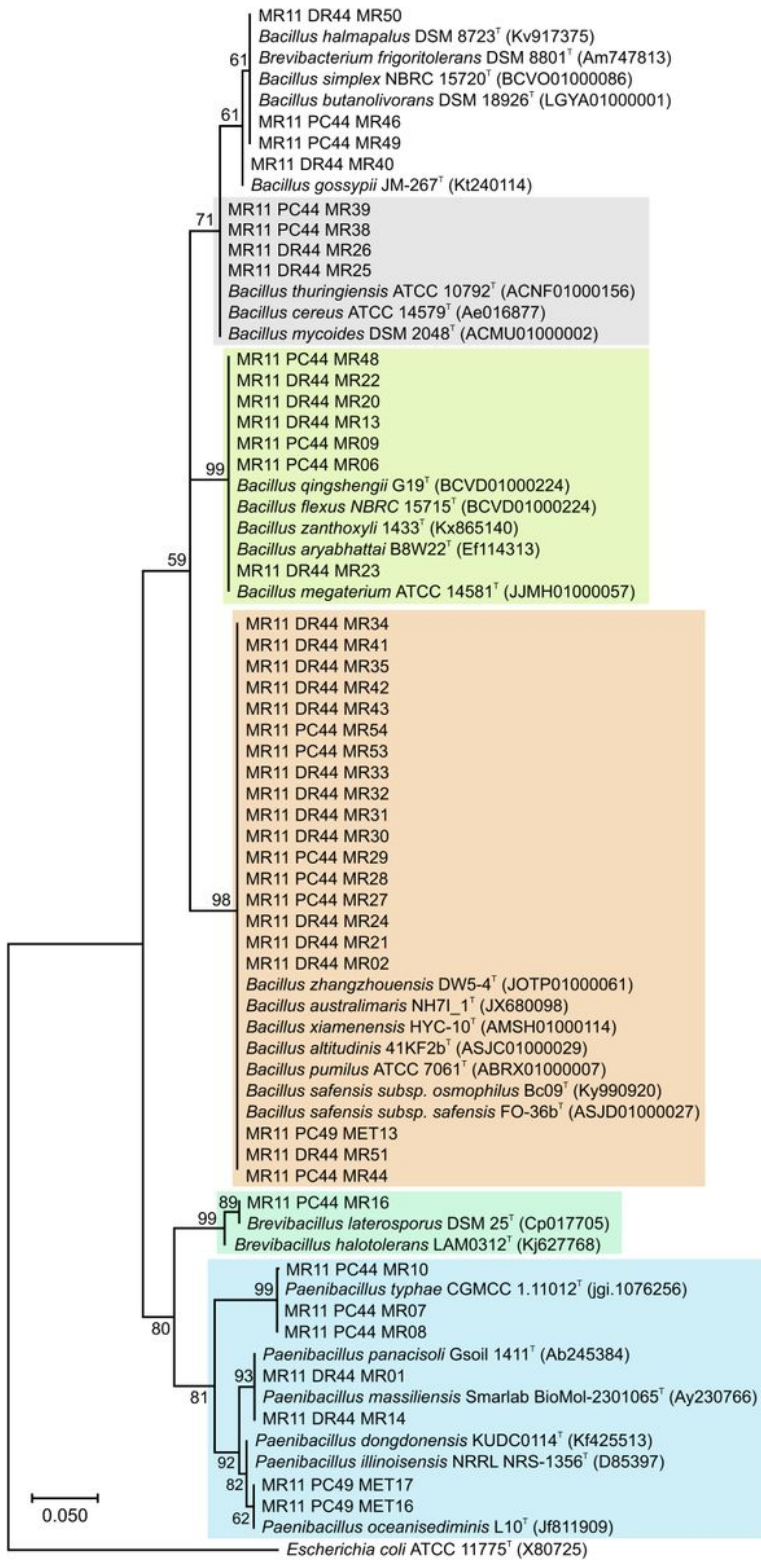 MR11 DR44 MR50
Bacillus halmapalus DSM 8723ᵀ (Kv917375)
61
Brevibacterium frigoritolerans DSM 8801ᵀ (Am747813)
Bacillus simplex NBRC 15720ᵀ (BCVO01000086)
Bacillus butanolivorans DSM 18926ᵀ (LGYA01000001)
61
MR11 PC44 MR46
MR11 PC44 MR49
MR11 DR44 MR40
Bacillus gossypii JM-267ᵀ (Kt240114)
71
MR11 PC44 MR39
MR11 PC44 MR38
MR11 DR44 MR26
MR11 DR44 MR25
Bacillus thuringiensis ATCC 10792ᵀ (ACNF01000156)
Bacillus cereus ATCC 14579ᵀ (Ae016877)
Bacillus mycoides DSM 2048ᵀ (ACMU01000002)
MR11 PC44 MR48
MR11 DR44 MR22
MR11 DR44 MR20
MR11 DR44 MR13
MR11 PC44 MR09
99
MR11 PC44 MR06
Bacillus qingshengii G19ᵀ (BCVD01000224)
Bacillus flexus NBRC 15715ᵀ (BCVD01000224)
Bacillus zanthoxyli 1433ᵀ (Kx865140)
Bacillus aryabhattai B8W22ᵀ (Ef114313)
59
MR11 DR44 MR23
Bacillus megaterium ATCC 14581ᵀ (JJMH01000057)
MR11 DR44 MR34
MR11 DR44 MR41
MR11 DR44 MR35
MR11 DR44 MR42
MR11 DR44 MR43
MR11 PC44 MR54
MR11 PC44 MR53
MR11 DR44 MR33
MR11 DR44 MR32
MR11 DR44 MR31
MR11 DR44 MR30
MR11 PC44 MR29
MR11 PC44 MR28
98
MR11 PC44 MR27
MR11 DR44 MR24
MR11 DR44 MR21
MR11 DR44 MR02
Bacillus zhangzhouensis DW5-4ᵀ (JOTP01000061)
Bacillus australimaris NH7I_1ᵀ (JX680098)
Bacillus xiamenensis HYC-10ᵀ (AMSH01000114)
Bacillus altitudinis 41KF2bᵀ (ASJC01000029)
Bacillus pumilus ATCC 7061ᵀ (ABRX01000007)
Bacillus safensis subsp. osmophilus Bc09ᵀ (Ky990920)
Bacillus safensis subsp. safensis FO-36bᵀ (ASJD01000027)
MR11 PC49 MET13
MR11 DR44 MR51
MR11 PC44 MR44
89
MR11 PC44 MR16
99
Brevibacillus laterosporus DSM 25ᵀ (Cp017705)
Brevibacillus halotolerans LAM0312ᵀ (Kj627768)
MR11 PC44 MR10
99
Paenibacillus typhae CGMCC 1.11012ᵀ (jgi.1076256)
MR11 PC44 MR07
80
MR11 PC44 MR08
Paenibacillus panacisoli Gsoil 1411ᵀ (Ab245384)
93
MR11 DR44 MR01
81
Paenibacillus massiliensis Smarlab BioMol-2301065ᵀ (Ay230766)
MR11 DR44 MR14
Paenibacillus dongdonensis KUDC0114ᵀ (Kf425513)
92
Paenibacillus illinoisensis NRRL NRS-1356ᵀ (D85397)
82
MR11 PC49 MET17
MR11 PC49 MET16
62
Paenibacillus oceanisediminis L10ᵀ (Jf811909)
0.050
Escherichia coli ATCC 11775ᵀ (X80725)